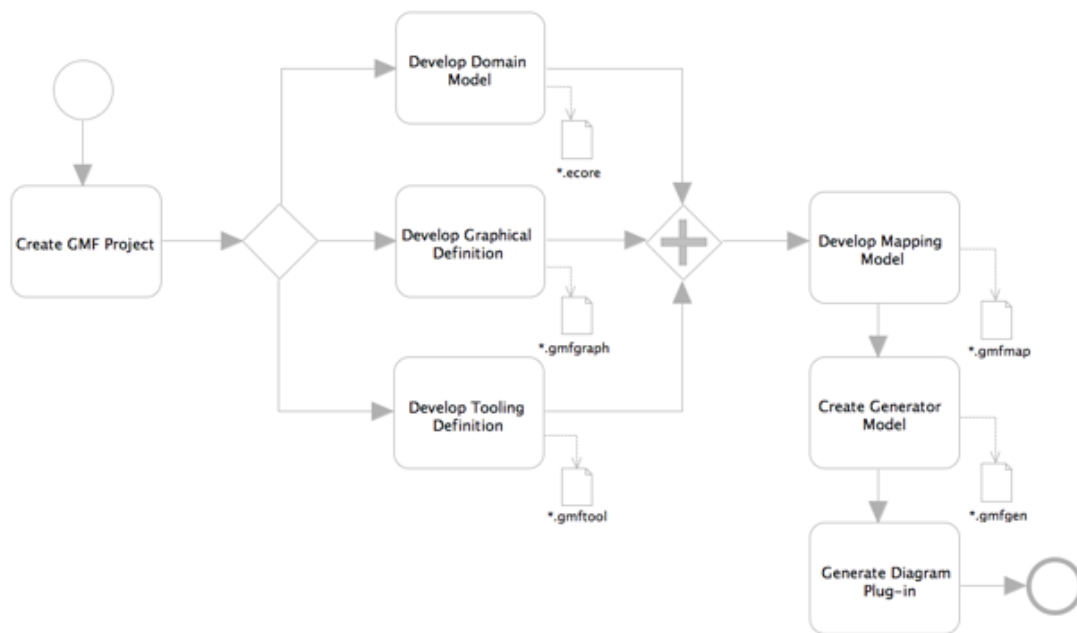 Develop Domain
Model
*.ecore
Create GMF Project
Develop Graphical
Definition
*.gmfgraph
Develop Mapping
Model
*.gmfmap
Develop Tooling
Definition
*.gmftool
Create Generator
Model
*.gmfgen
Generate Diagram
Plug-in